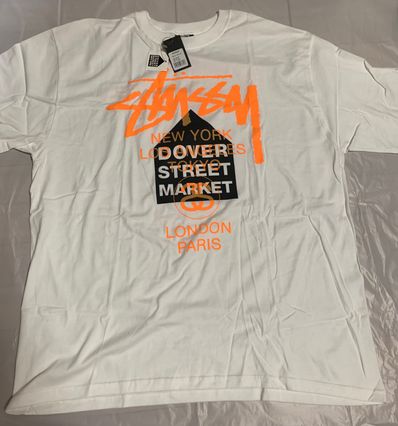 STÜSSY
NEW YORK
LOS ANGELES
DOVER
TOKYO
STREET
MARKET
LONDON
PARIS